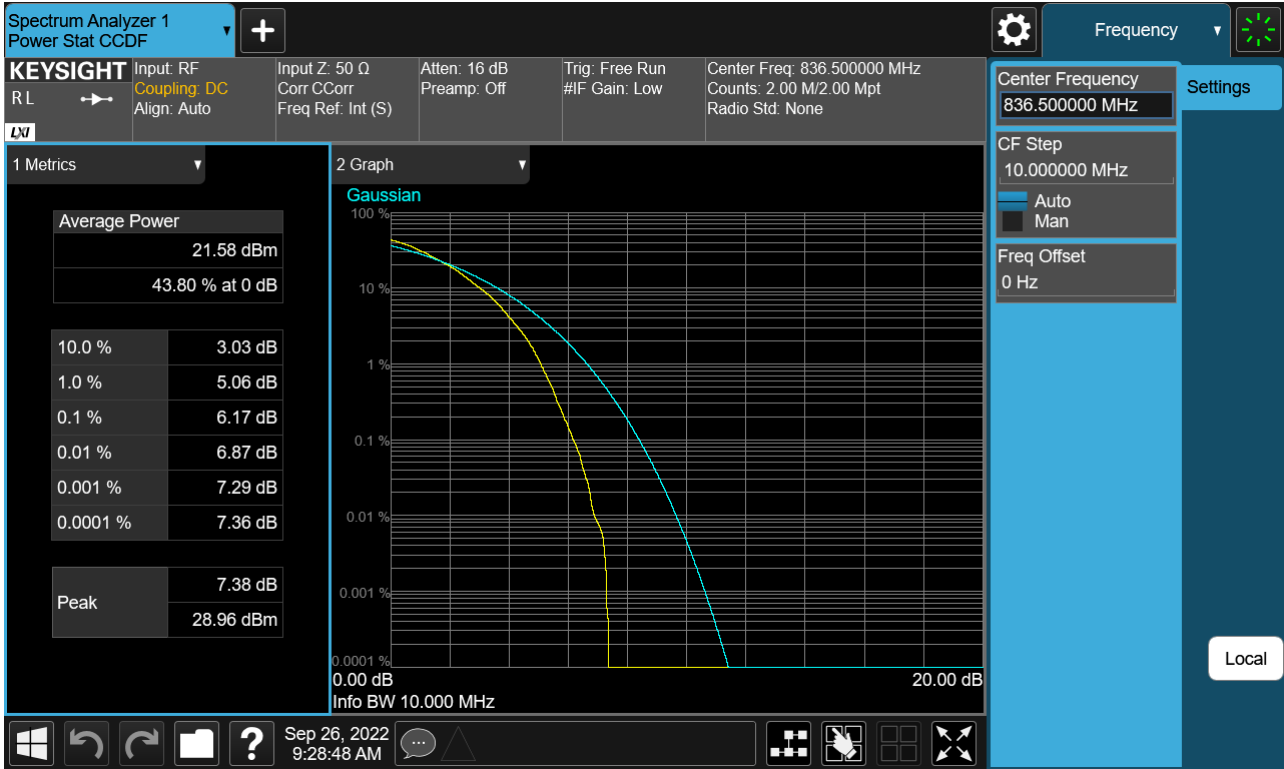 Spectrum Analyzer 1
Power Stat CCDF
Frequency
KEYSIGHT
R L
LXI
Input: RF
Coupling: DC
Align: Auto
Input Z: 50 Ω
Corr CCorr
Freq Ref: Int (S)
Atten: 16 dB
Preamp: Off
Trig: Free Run
#IF Gain: Low
Center Freq: 836.500000 MHz
Counts: 2.00 M/2.00 Mpt
Radio Std: None
1 Metrics
Average Power
21.58 dBm
43.80 % at 0 dB
10.0 % 3.03 dB
1.0 % 5.06 dB
0.1 % 6.17 dB
0.01 % 6.87 dB
0.001 % 7.29 dB
0.0001 % 7.36 dB
Peak
7.38 dB
28.96 dBm
2 Graph
Gaussian
100 %
10 %
1 %
0.1 %
0.01 %
0.001 %
0.0001 %
0.00 dB 20.00 dB
Info BW 10.000 MHz
Center Frequency
836.500000 MHz
CF Step
10.000000 MHz
Auto
Man
Freq Offset
0 Hz
Settings
Local
?
Sep 26, 2022
9:28:48 AM